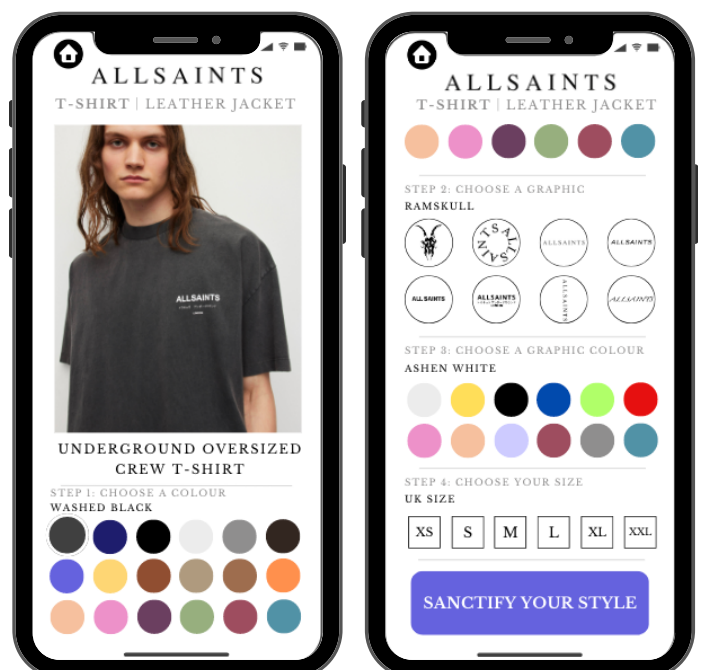 ALLSAINTS
T-SHIRT | LEATHER JACKET
ALLSAINTS
UNDERGROUND OVERSIZED
CREW T-SHIRT
STEP 1: CHOOSE A COLOUR
WASHED BLACK
ALLSAINTS
T-SHIRT | LEATHER JACKET
STEP 2: CHOOSE A GRAPHIC
RAMSKULL
ALLSAINTS
ALLSAINTS
ALLSAINTS
ALLSAINTS
ALLSAINTS
ALLSAINTS
ALLSAINTS
STEP 3: CHOOSE A GRAPHIC COLOUR
ASHEN WHITE
STEP 4: CHOOSE YOUR SIZE
UK SIZE
XS S M L XL XXL
SANCTIFY YOUR STYLE